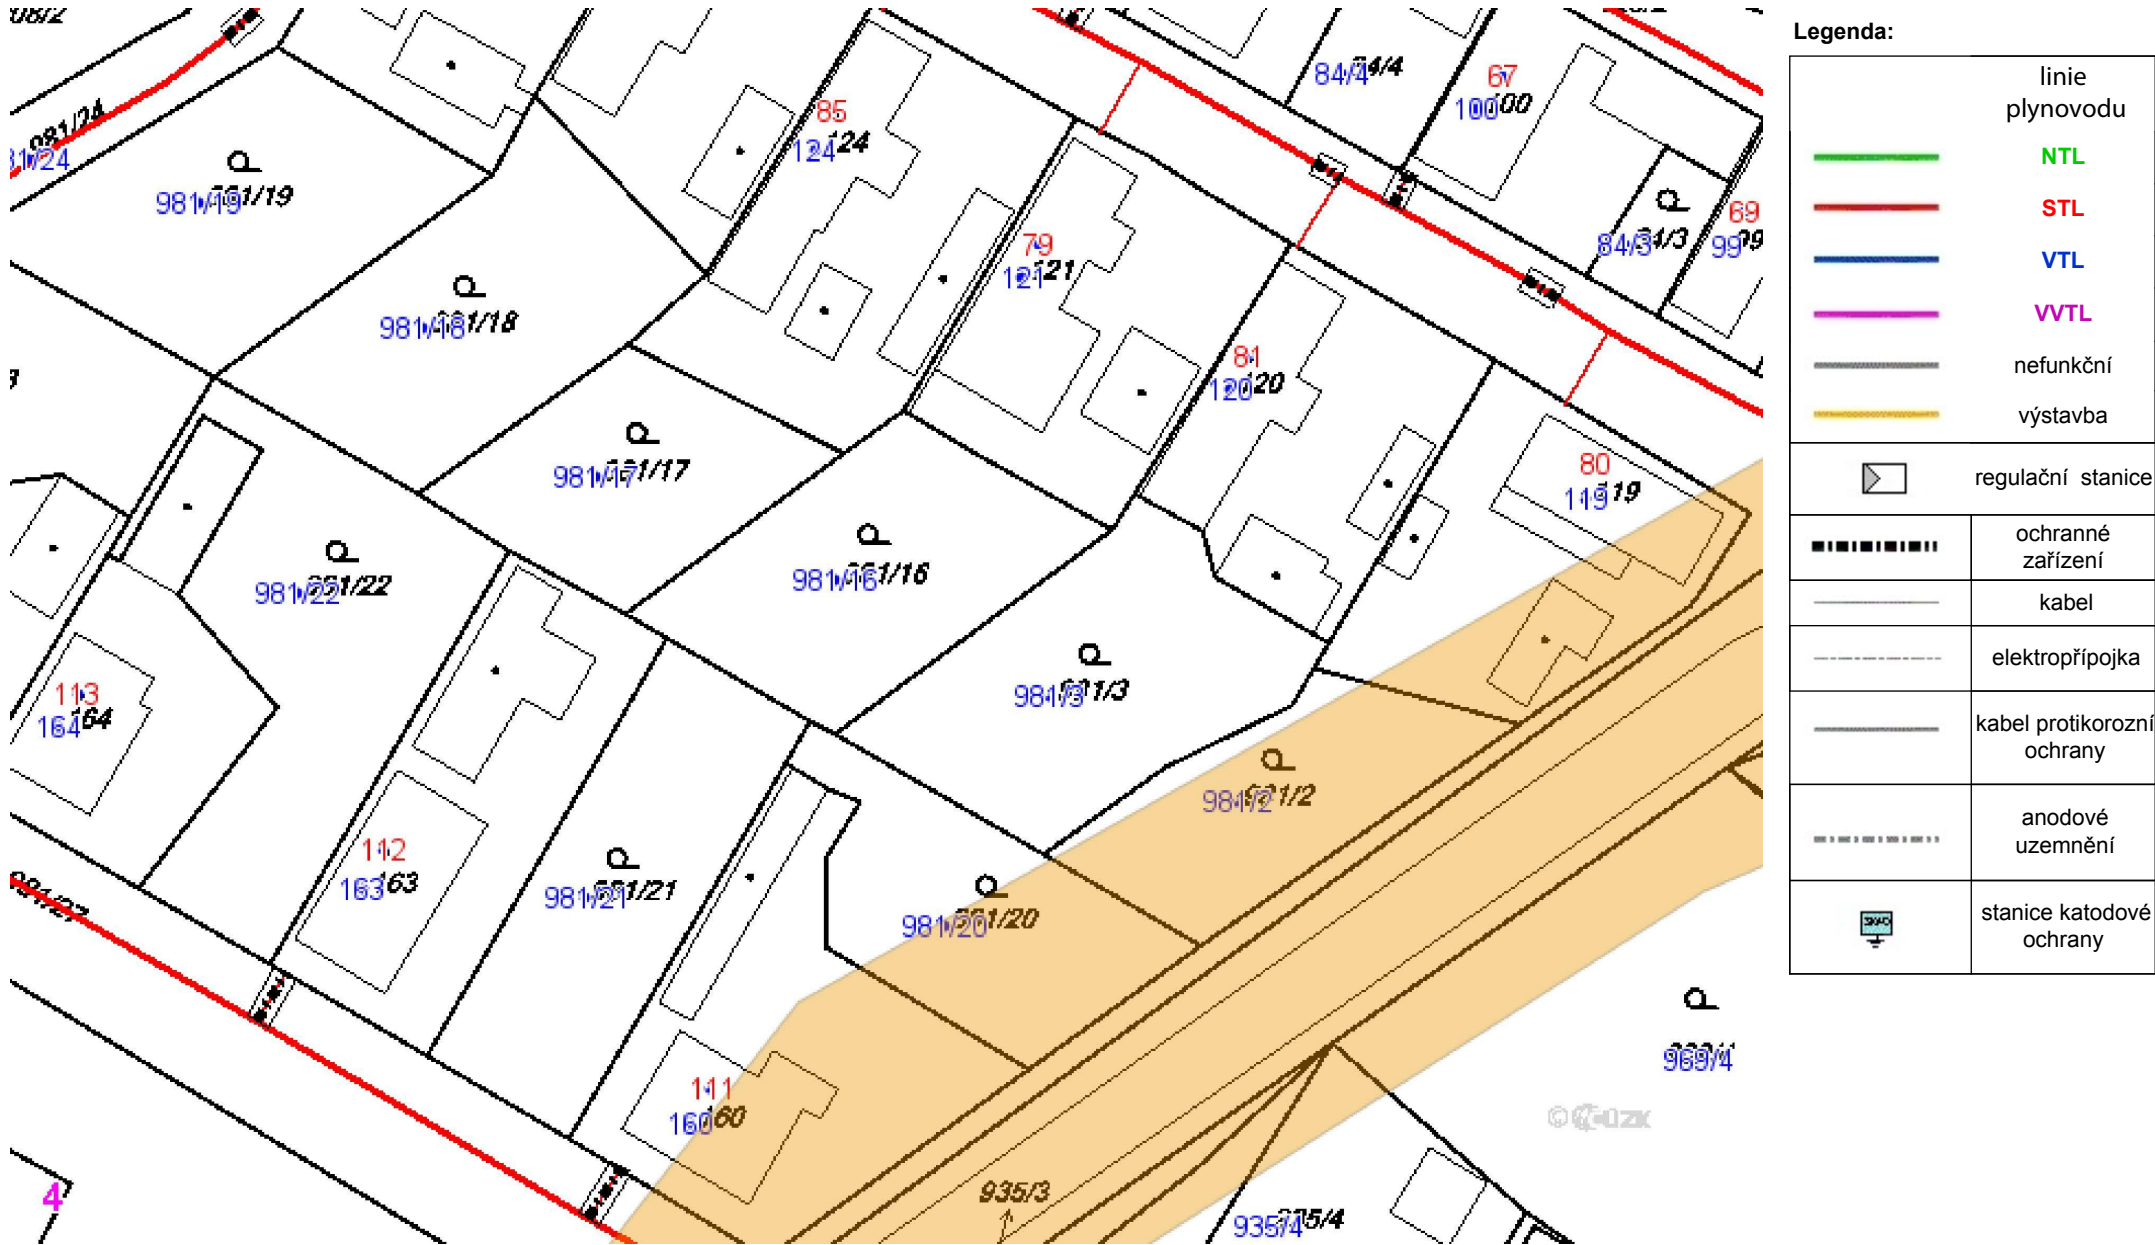 84/4
67
100
85
124
981/24
981/19
69
84/3
99
79
121
981/18
81
120
981/17
80
119
981/16
981/22
113
164
981/3
981/2
112
163
981/21
981/20
111
160
969/4
935/3
935/4
4
Legenda:
linie
plynovodu
NTL
STL
VTL
VVTL
nefunkční
výstavba
regulační stanice
ochranné
zařízení
kabel
elektropřípojka
kabel protikorozní
ochrany
anodové
uzemnění
stanice katodové
ochrany